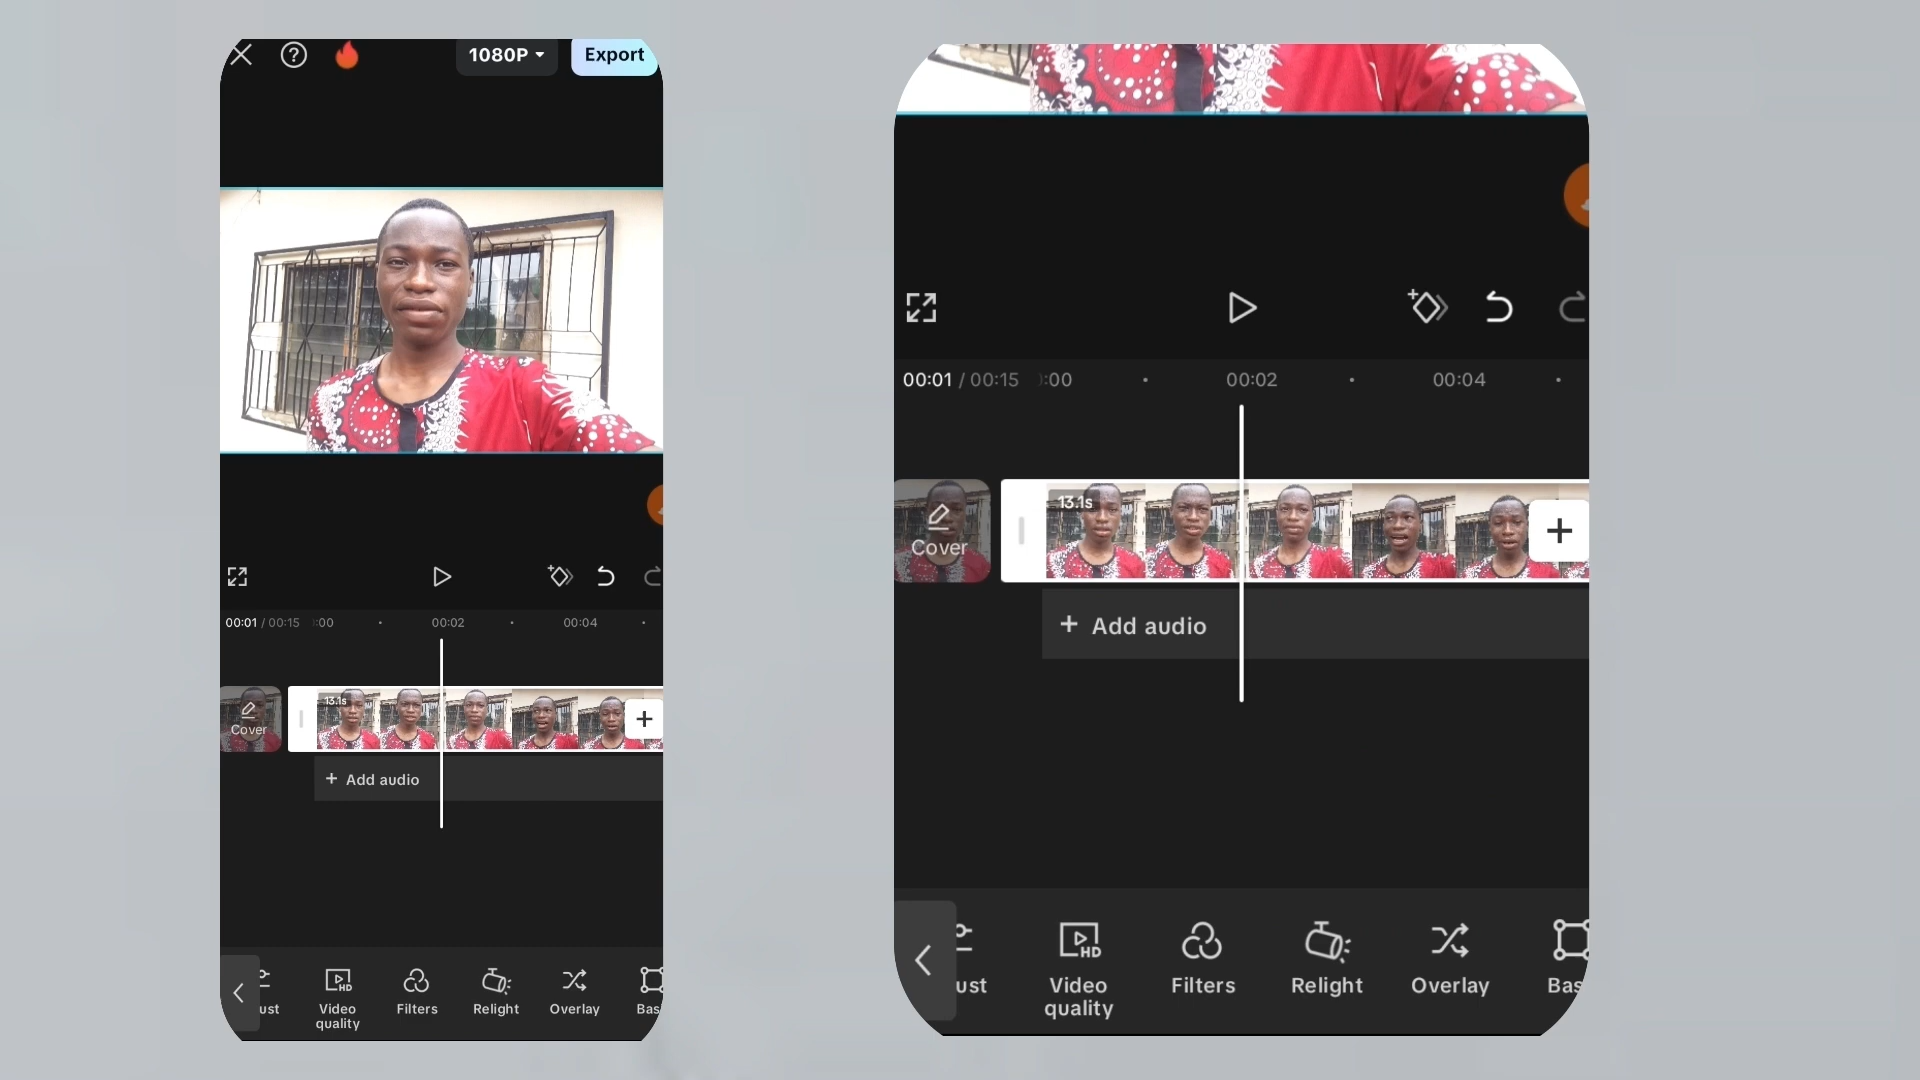 1080P
Export
00:01 / 00:15 :00 00:02 00:04
13.1s
Cover
+ Add audio
ust
Video quality
Filters
Relight
Overlay
Bas
00:01 / 00:15 :00 00:02 00:04
13.1s
Cover
+ Add audio
ust
Video quality
Filters
Relight
Overlay
Bas